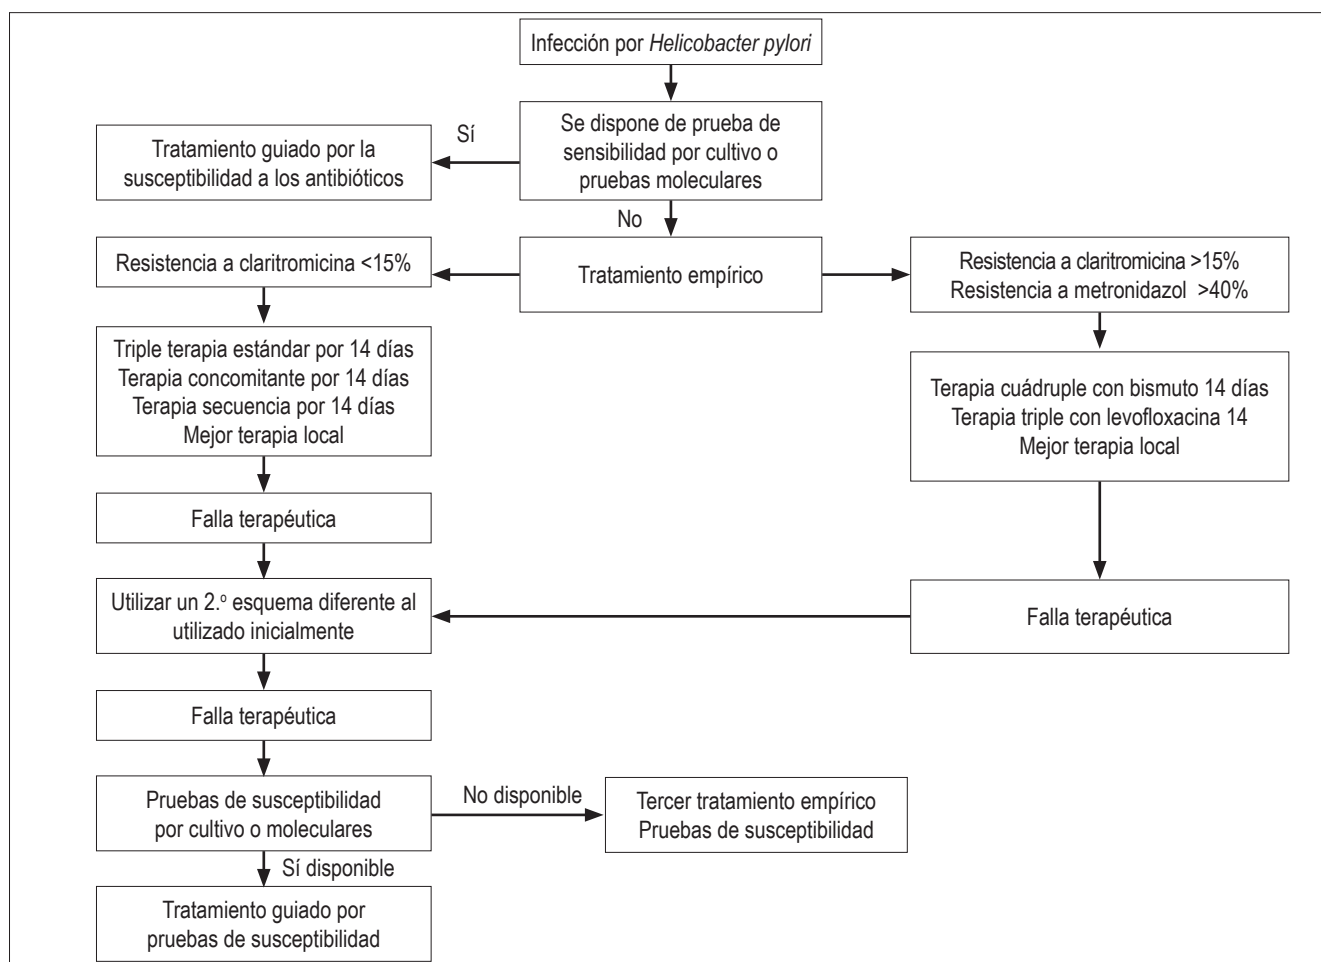 Infección por Helicobacter pylori
Se dispone de prueba de
sensibilidad por cultivo o
pruebas moleculares
Sí
Tratamiento guiado por la
susceptibilidad a los antibióticos
No
Tratamiento empírico
Resistencia a claritromicina <15%
Resistencia a claritromicina >15%
Resistencia a metronidazol >40%
Triple terapia estándar por 14 días
Terapia concomitante por 14 días
Terapia secuencia por 14 días
Mejor terapia local
Terapia cuádruple con bismuto 14 días
Terapia triple con levofloxacina 14
Mejor terapia local
Falla terapéutica
Utilizar un 2.º esquema diferente al
utilizado inicialmente
Falla terapéutica
Falla terapéutica
Pruebas de susceptibilidad
por cultivo o moleculares
No disponible
Tercer tratamiento empírico
Pruebas de susceptibilidad
Sí disponible
Tratamiento guiado por
pruebas de susceptibilidad